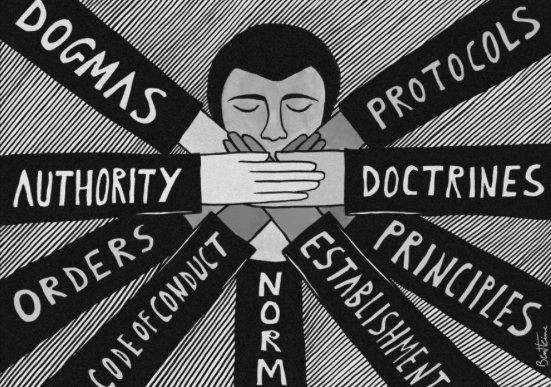 DOGMAS
PROTOCOLS
AUTHORITY
DOCTRINES
ORDERS
CODE OF CONDUCT
NORM
ESTABLISHMENT
PRINCIPLES